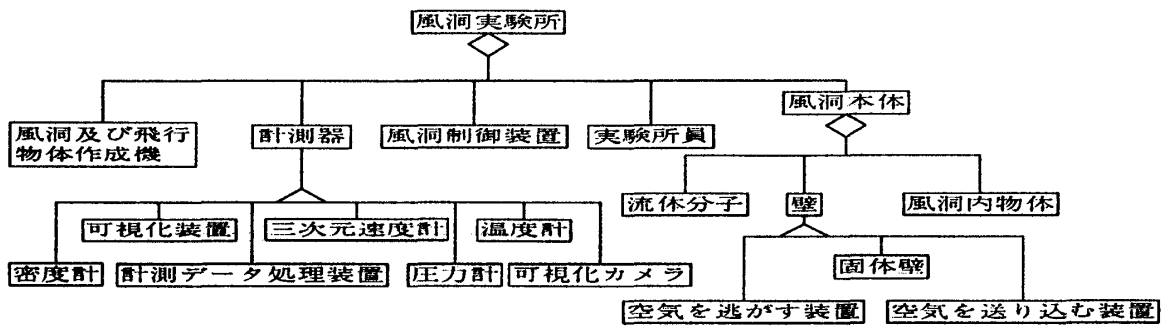 風洞実験所
風洞本体
風洞及び飛行
物体作成機
計測器
風洞制御装置
実験所員
流体分子
壁
風洞内物体
可視化装置
三次元速度計
温度計
密度計
計測データ処理装置
圧力計
可視化カメラ
固体壁
空気を逃がす装置
空気を送り込む装置